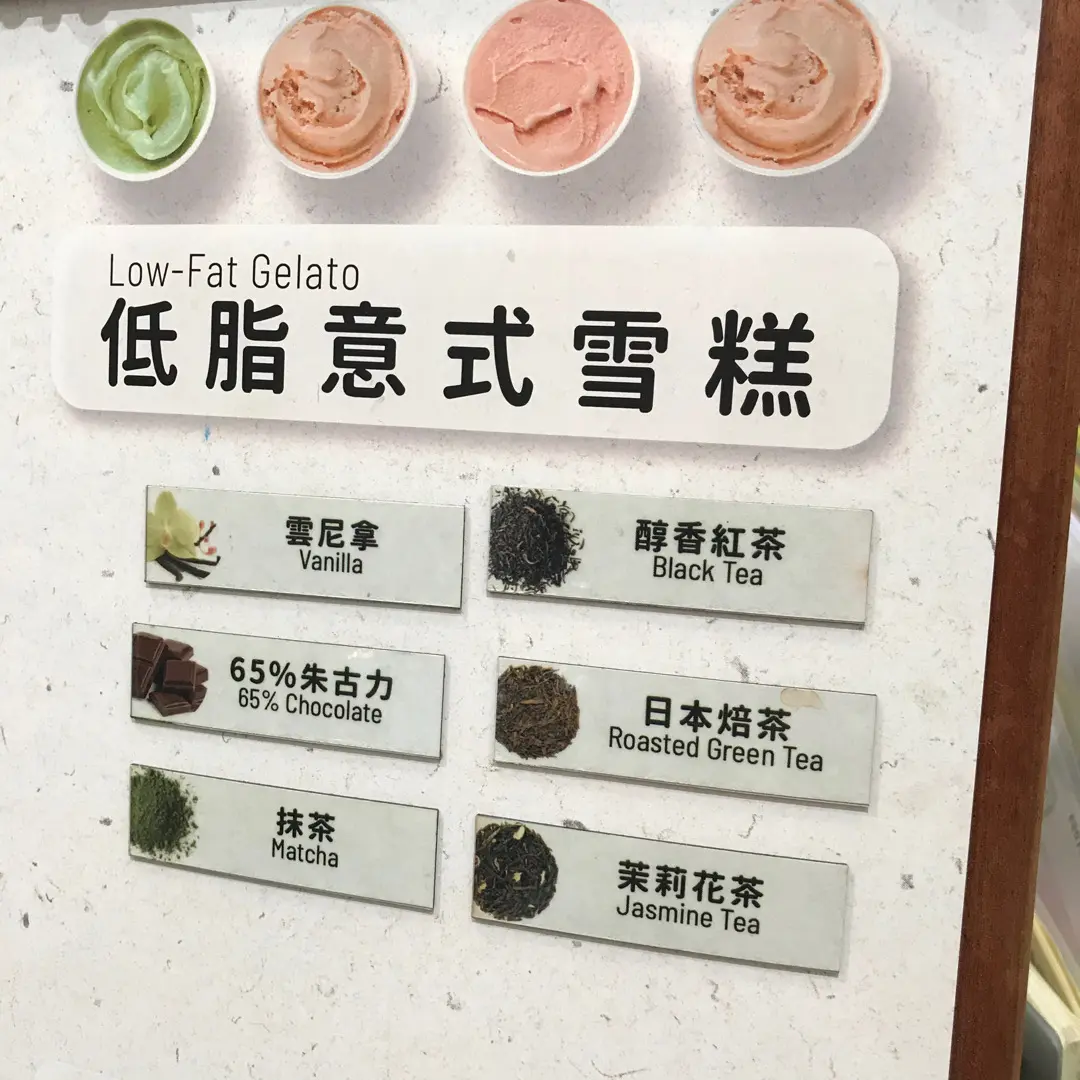 Low-Fat Gelato
低脂意式雪糕
雲尼拿
Vanilla
65%朱古力
65% Chocolate
抹茶
Matcha
醇香紅茶
Black Tea
日本焙茶
Roasted Green Tea
茉莉花茶
Jasmine Tea